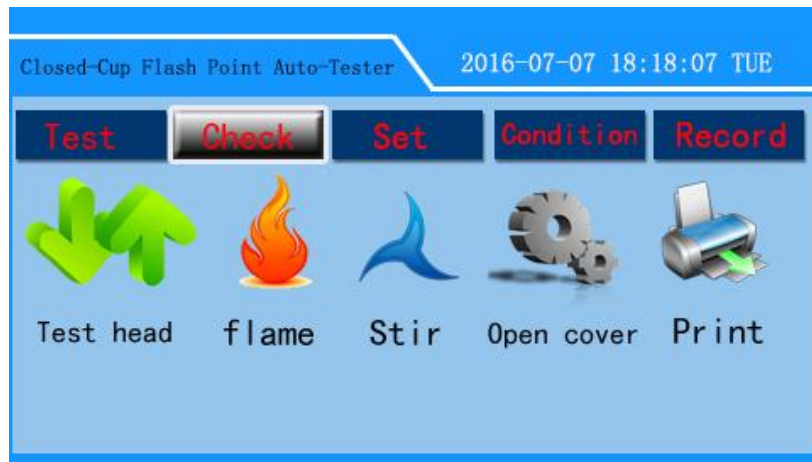 Closed-Cup Flash Point Auto-Tester 2016-07-07 18:18:07 TUE
Test Check Set Condition Record
Test head flame Stir Open cover Print